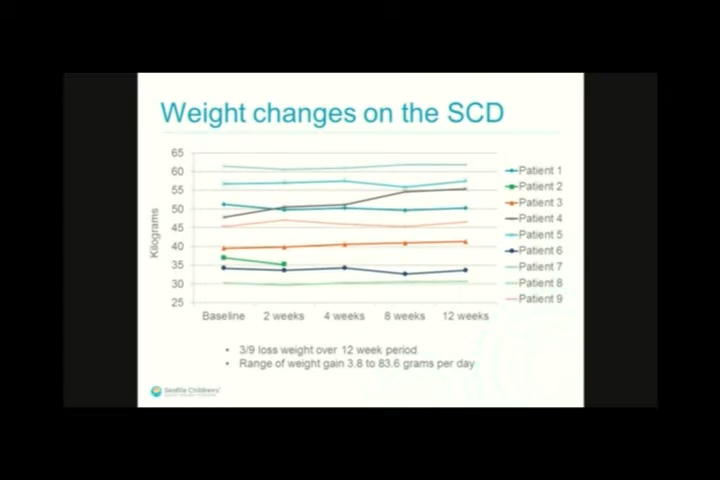 Weight changes on the SCD
65
60
55
50
45
40
35
30
25
Kilograms
Baseline 2 weeks 4 weeks 8 weeks 12 weeks
Patient 1
Patient 2
Patient 3
Patient 4
Patient 5
Patient 6
Patient 7
Patient 8
Patient 9
• 3/9 loss weight over 12 week period
• Range of weight gain 3.8 to 83.6 grams per day
Seattle Children's